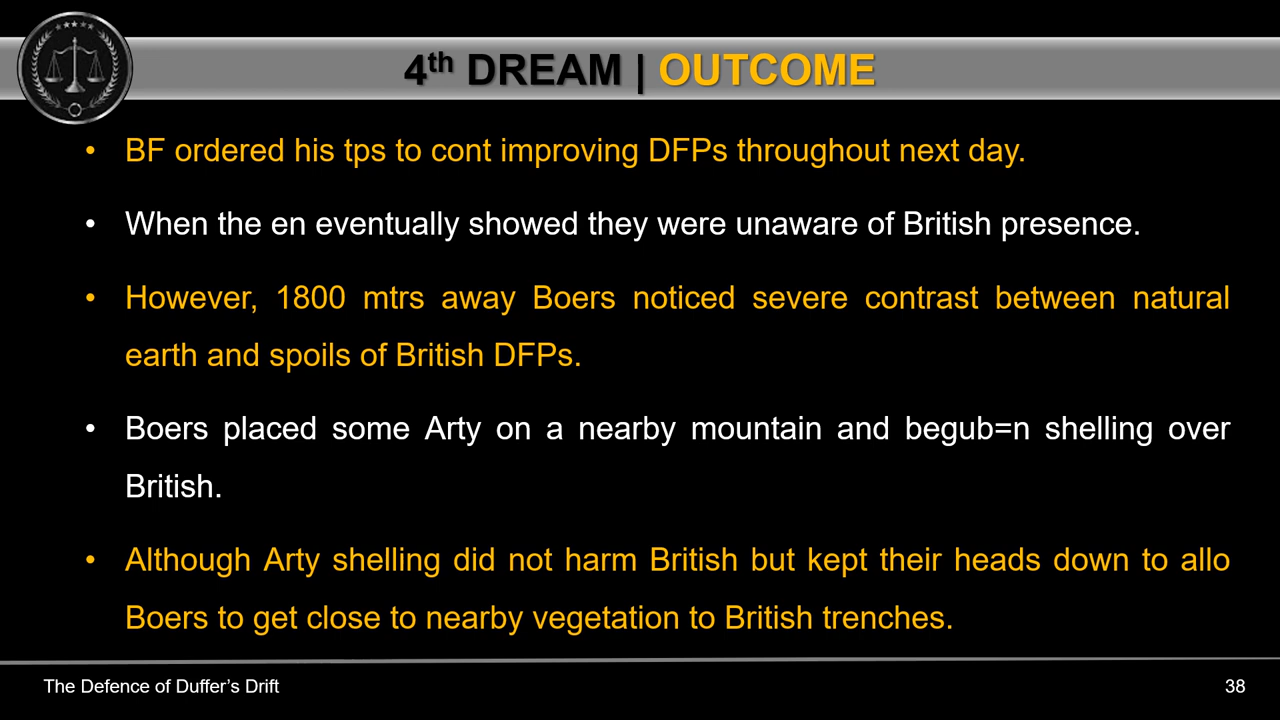 4th DREAM | OUTCOME
• BF ordered his tps to cont improving DFPs throughout next day.
• When the en eventually showed they were unaware of British presence.
• However, 1800 mtrs away Boers noticed severe contrast between natural
earth and spoils of British DFPs.
• Boers placed some Arty on a nearby mountain and begub=n shelling over
British.
• Although Arty shelling did not harm British but kept their heads down to allo
Boers to get close to nearby vegetation to British trenches.
The Defence of Duffer’s Drift
38